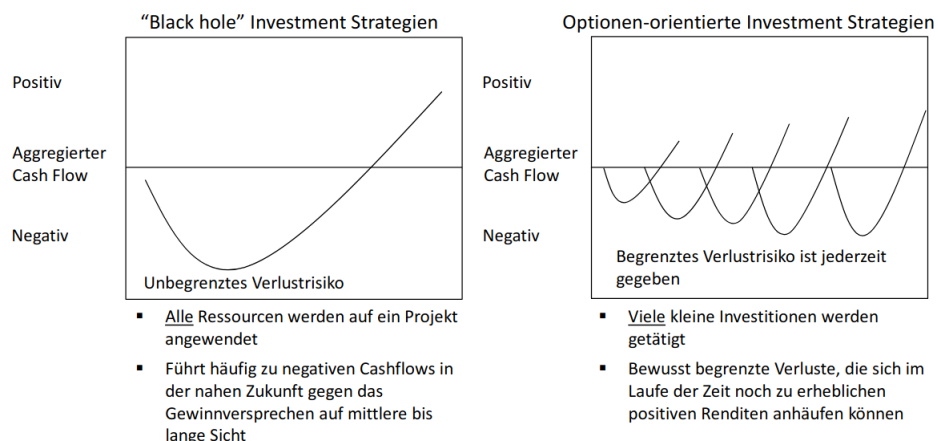 “Black hole” Investment Strategien
Positiv
Aggregierter
Cash Flow
Negativ
Unbegrenztes Verlustrisiko
▪ Alle Ressourcen werden auf ein Projekt
angewendet
▪ Führt häufig zu negativen Cashflows in
der nahen Zukunft gegen das
Gewinnversprechen auf mittlere bis
lange Sicht
Optionen-orientierte Investment Strategien
Positiv
Aggregierter
Cash Flow
Negativ
Begrenztes Verlustrisiko ist jederzeit
gegeben
▪ Viele kleine Investitionen werden
getätigt
▪ Bewusst begrenzte Verluste, die sich im
Laufe der Zeit noch zu erheblichen
positiven Renditen anhäufen können